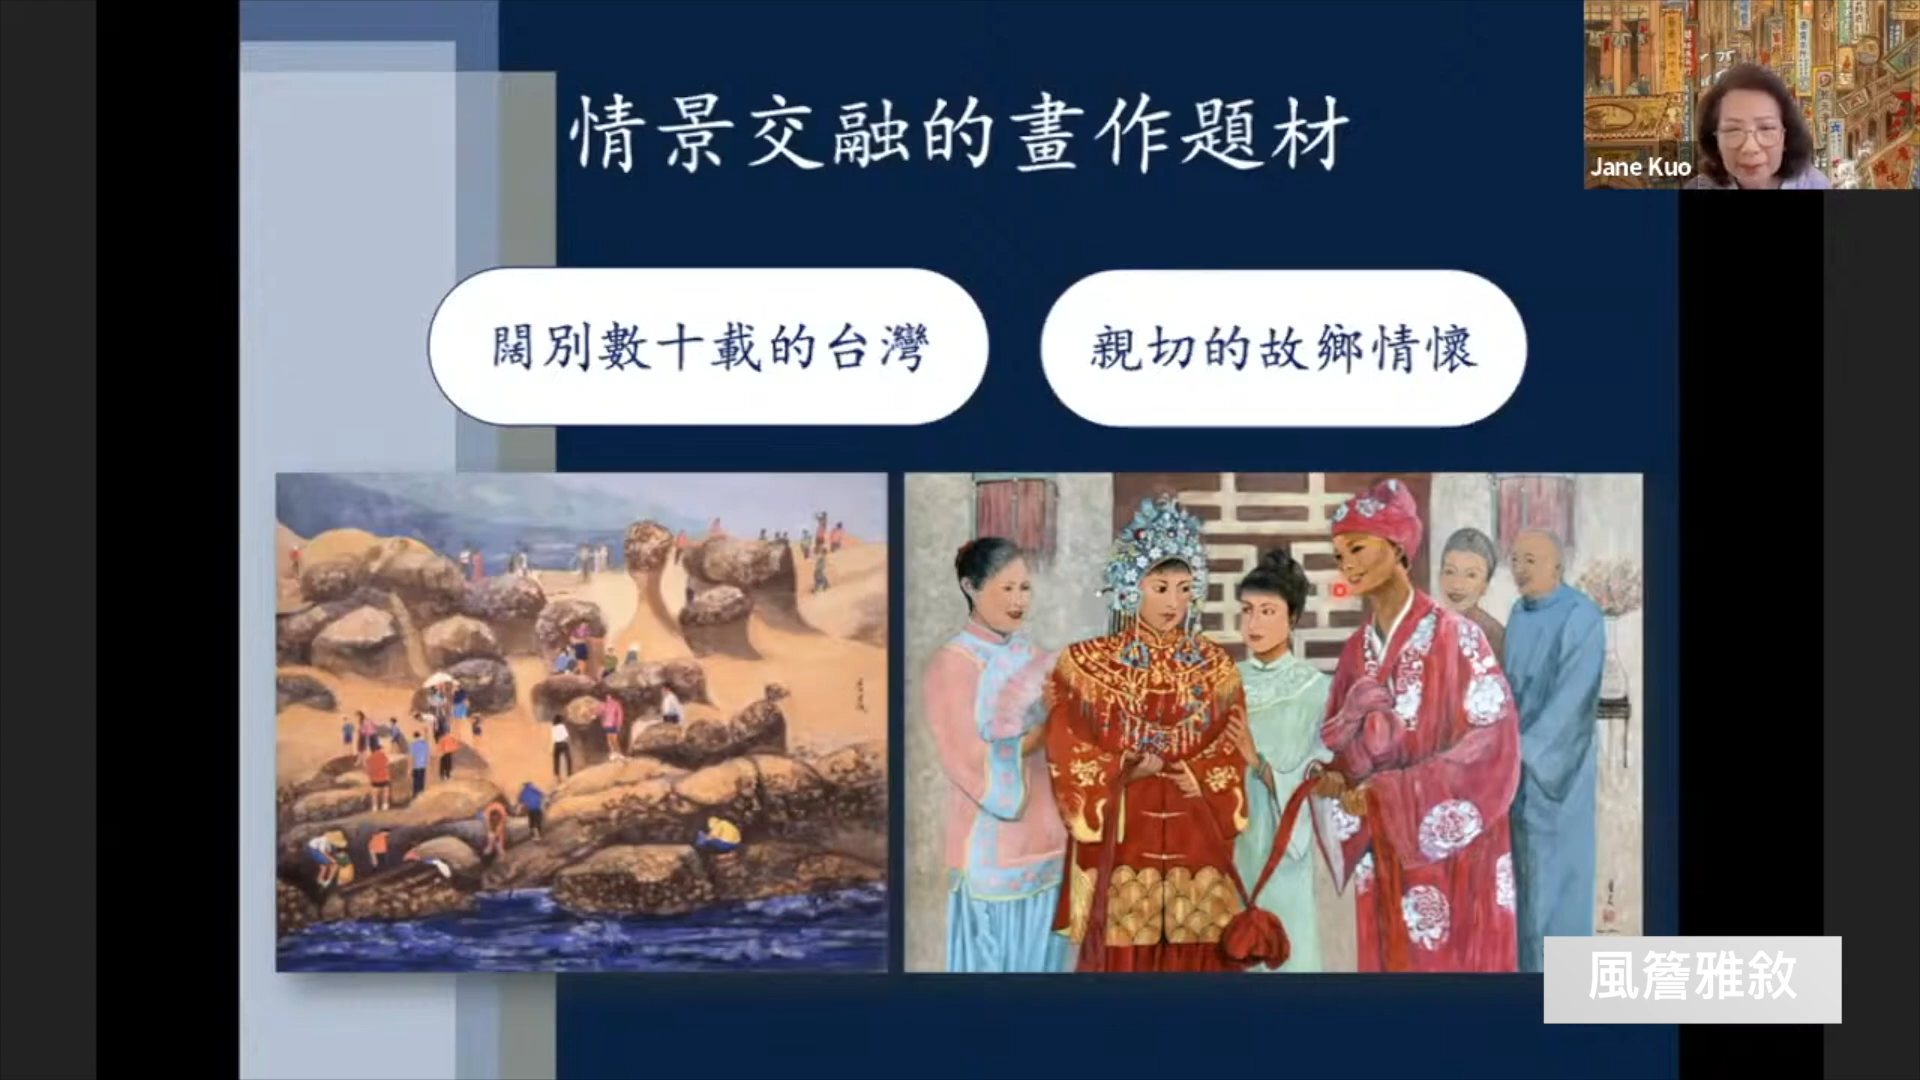 情景交融的畫作題材
Jane Kuo
闊別數十載的台灣
親切的故鄉情懷
風簷雅敘